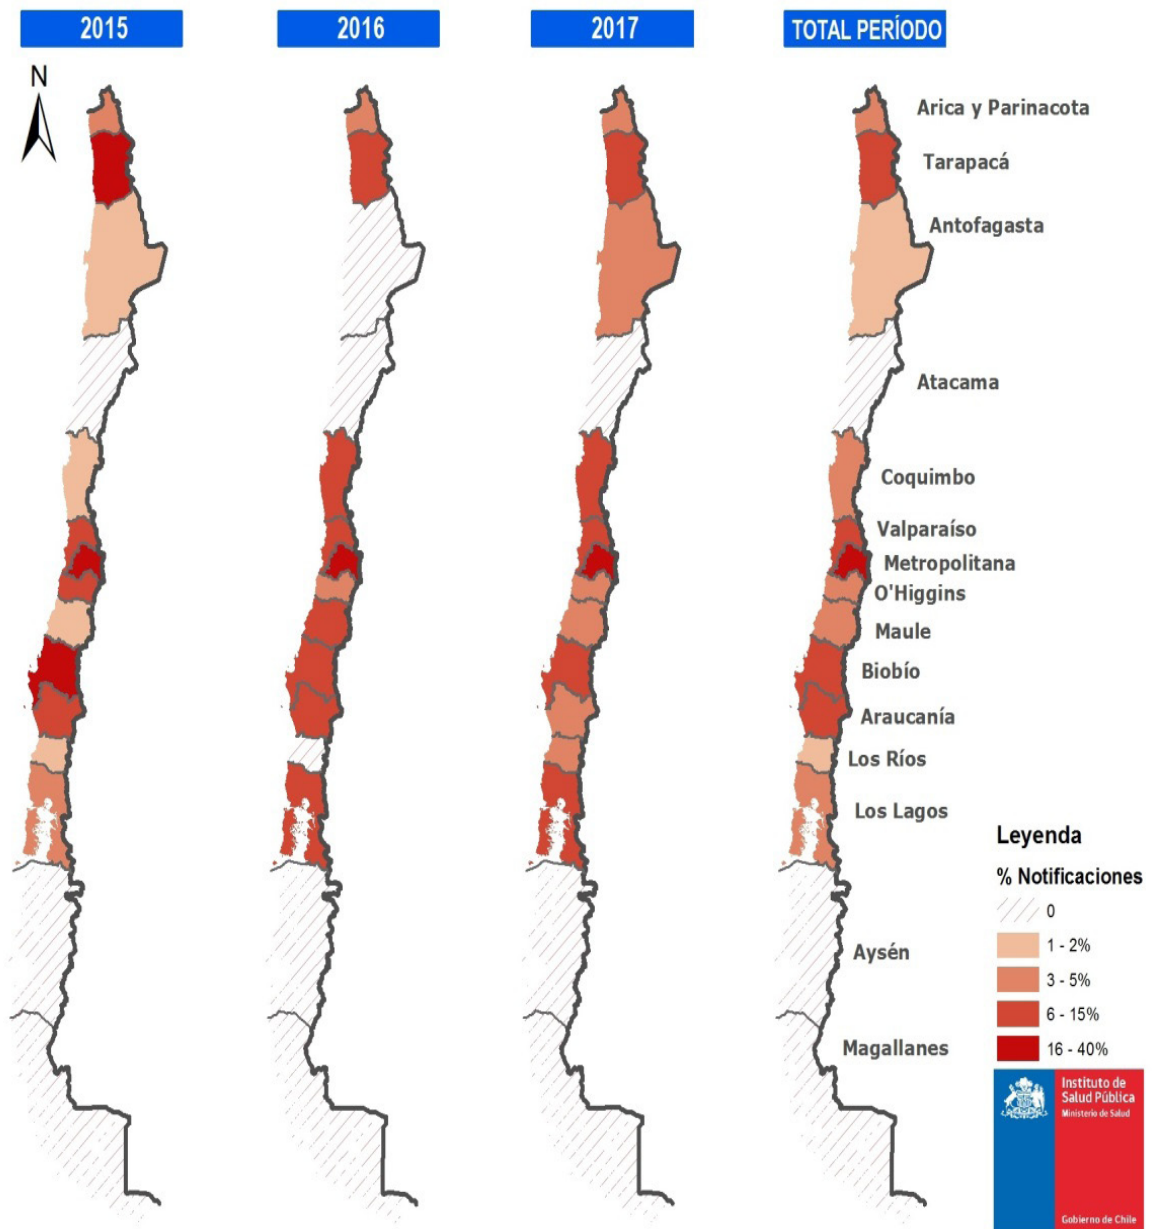 2015
2016
2017
TOTAL PERÍODO
N
Arica y Parinacota
Tarapacá
Antofagasta
Atacama
Coquimbo
Valparaíso
Metropolitana
O'Higgins
Maule
Biobío
Araucanía
Los Ríos
Los Lagos
Aysén
Magallanes
Leyenda
% Notificaciones
0
1 - 2%
3 - 5%
6 - 15%
16 - 40%
Instituto de
Salud Pública
Ministerio de Salud
Gobierno de Chile